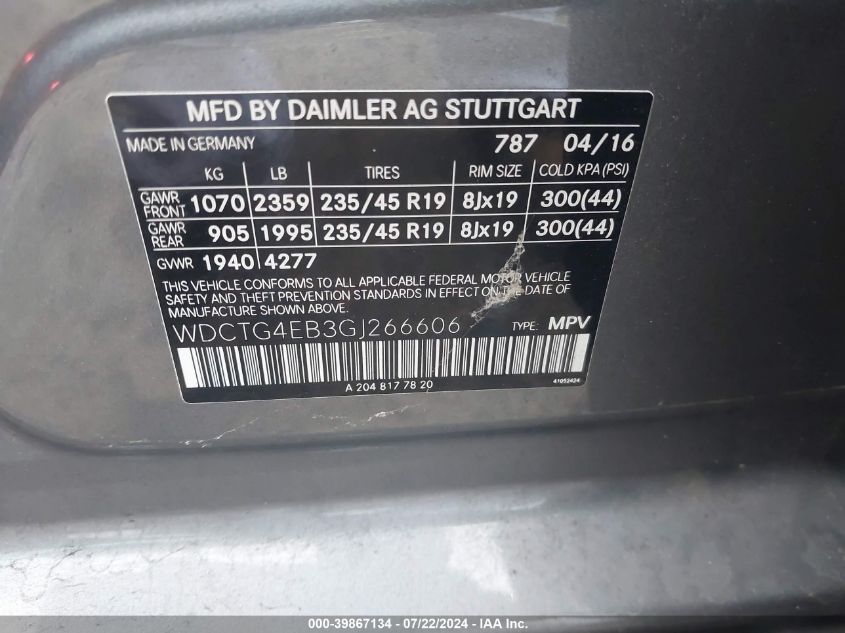 MFD BY DAIMLER AG STUTTGART
MADE IN GERMANY 787 04/16
KG LB TIRES RIM SIZE COLD KPA (PSI)
GAWR FRONT 1070 2359 235/45 R19 8Jx19 300(44)
GAWR REAR 905 1995 235/45 R19 8Jx19 300(44)
GVWR 1940 4277
THIS VEHICLE CONFORMS TO ALL APPLICABLE FEDERAL MOTOR VEHICLE
SAFETY AND THEFT PREVENTION STANDARDS IN EFFECT ON THE DATE OF
MANUFACTURE SHOWN ABOVE.
WDCTG4EB3GJ266606 TYPE: MPV
A 204 817 78 20 41052424
000-39867134 - 07/22/2024 - IAA Inc.